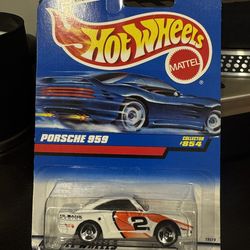 HOT WHEELS
MATTEL
PORSCHE 959
COLLECTOR
#854
2